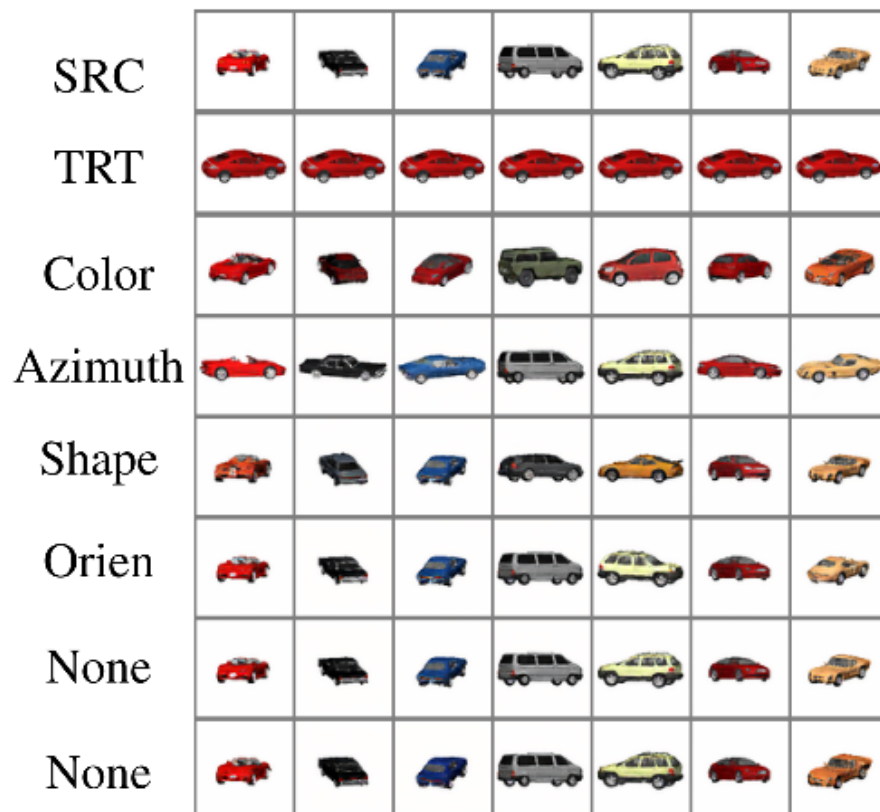 SRC
TRT
Color
Azimuth
Shape
Orien
None
None